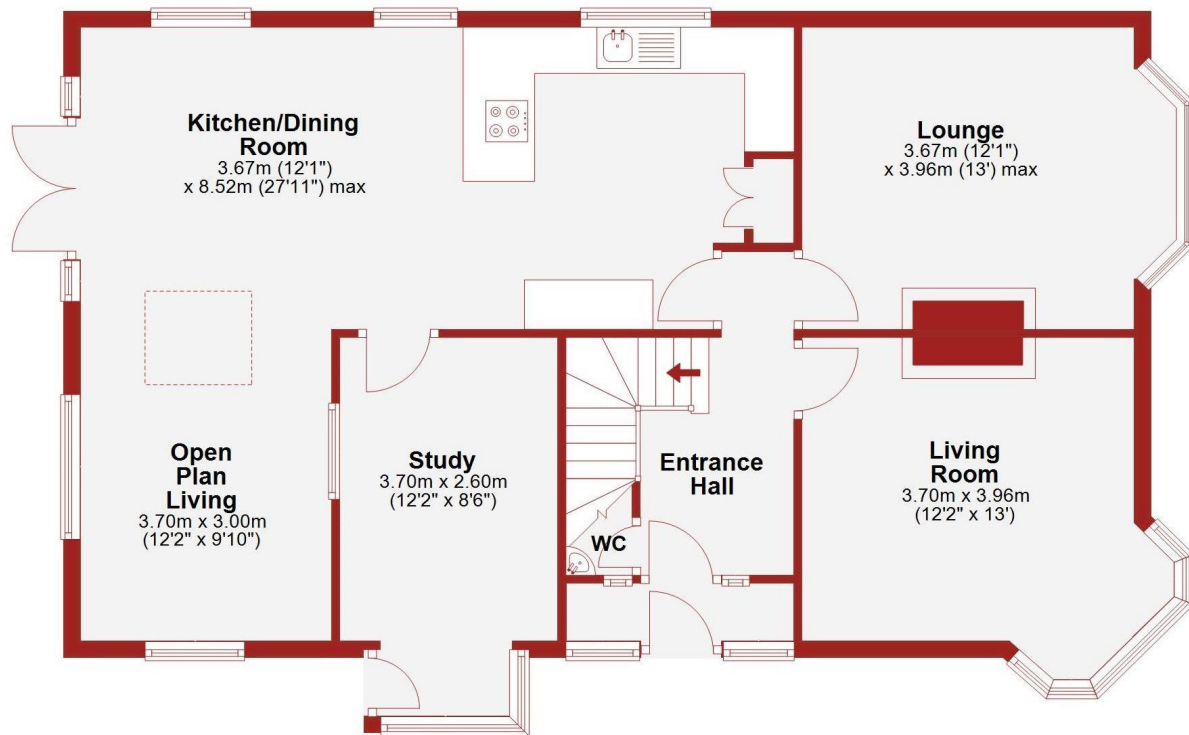 Kitchen/Dining
Room
3.67m (12'1")
x 8.52m (27'11") max
Lounge
3.67m (12'1")
x 3.96m (13') max
Open
Plan
Living
3.70m x 3.00m
(12'2" x 9'10")
Study
3.70m x 2.60m
(12'2" x 8'6")
Entrance
Hall
WC
Living
Room
3.70m x 3.96m
(12'2" x 13')